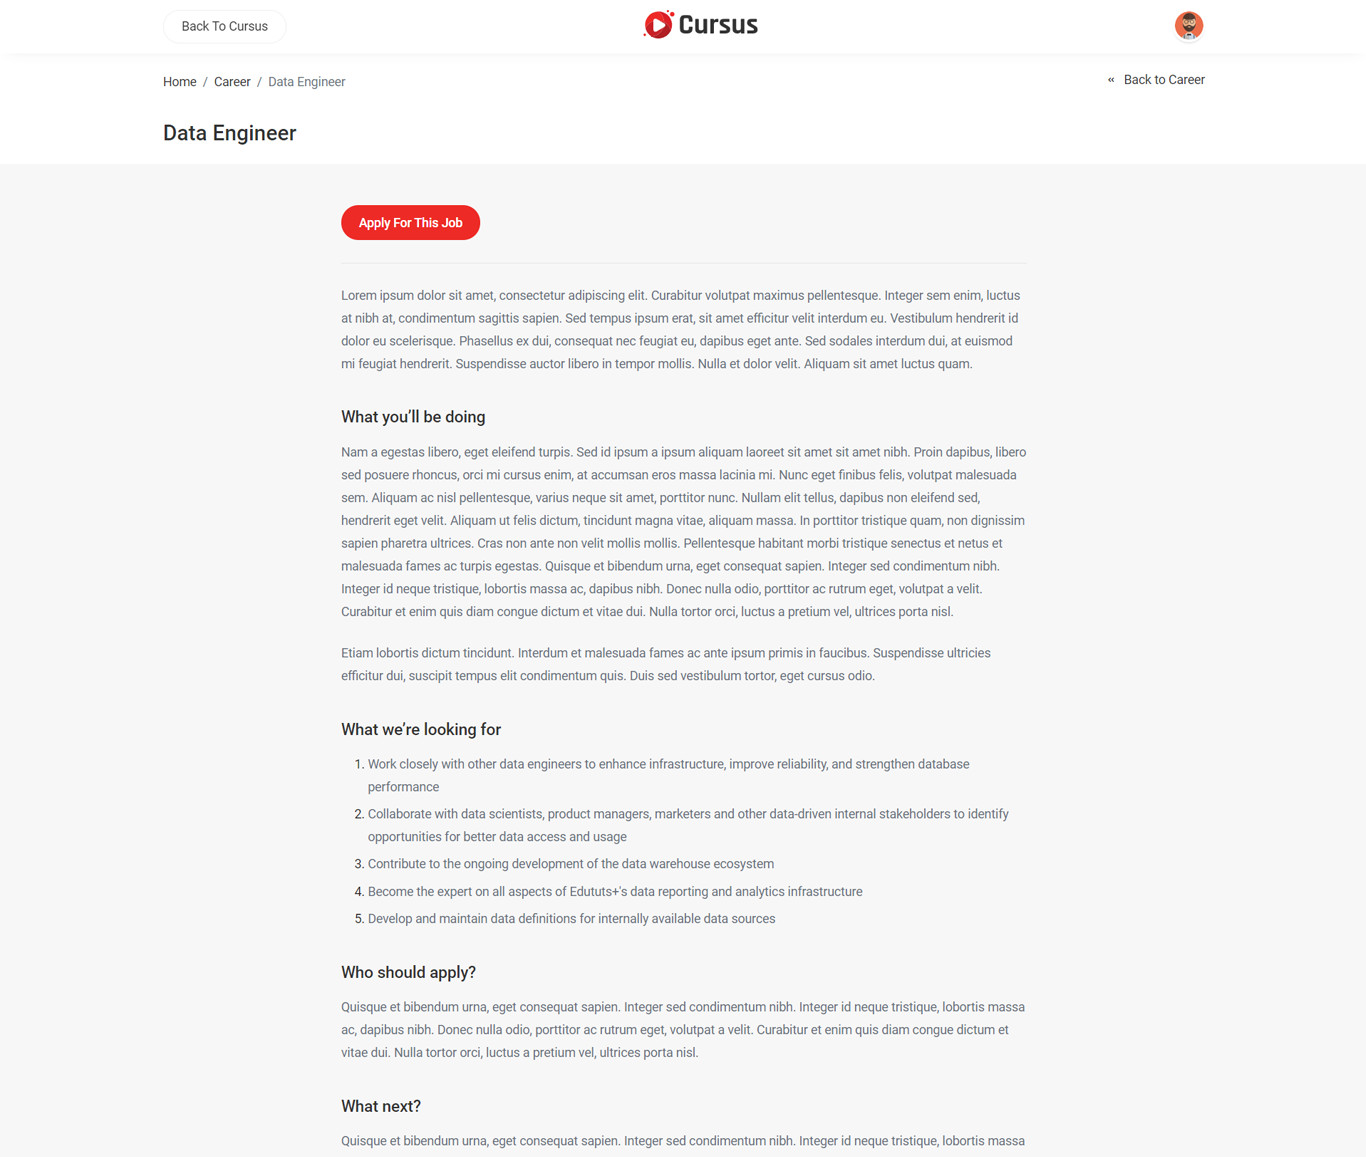 Back To Cursus
Cursus
Home / Career / Data Engineer
« Back to Career
Data Engineer
Apply For This Job
Lorem ipsum dolor sit amet, consectetur adipiscing elit. Curabitur volutpat maximus pellentesque. Integer sem enim, luctus
at nibh at, condimentum sagittis sapien. Sed tempus ipsum erat, sit amet efficitur velit interdum eu. Vestibulum hendrerit id
dolor eu scelerisque. Phasellus ex dui, consequat nec feugiat eu, dapibus eget ante. Sed sodales interdum dui, at euismod
mi feugiat hendrerit. Suspendisse auctor libero in tempor mollis. Nulla et dolor velit. Aliquam sit amet luctus quam.
What you’ll be doing
Nam a egestas libero, eget eleifend turpis. Sed id ipsum a ipsum aliquam laoreet sit amet sit amet nibh. Proin dapibus, libero
sed posuere rhoncus, orci mi cursus enim, at accumsan eros massa lacinia mi. Nunc eget finibus felis, volutpat malesuada
sem. Aliquam ac nisl pellentesque, varius neque sit amet, porttitor nunc. Nullam elit tellus, dapibus non eleifend sed,
hendrerit eget velit. Aliquam ut felis dictum, tincidunt magna vitae, aliquam massa. In porttitor tristique quam, non dignissim
sapien pharetra ultrices. Cras non ante non velit mollis mollis. Pellentesque habitant morbi tristique senectus et netus et
malesuada fames ac turpis egestas. Quisque et bibendum urna, eget consequat sapien. Integer sed condimentum nibh.
Integer id neque tristique, lobortis massa ac, dapibus nibh. Donec nulla odio, porttitor ac rutrum eget, volutpat a velit.
Curabitur et enim quis diam congue dictum et vitae dui. Nulla tortor orci, luctus a pretium vel, ultrices porta nisl.
Etiam lobortis dictum tincidunt. Interdum et malesuada fames ac ante ipsum primis in faucibus. Suspendisse ultricies
efficitur dui, suscipit tempus elit condimentum quis. Duis sed vestibulum tortor, eget cursus odio.
What we’re looking for
1. Work closely with other data engineers to enhance infrastructure, improve reliability, and strengthen database
performance
2. Collaborate with data scientists, product managers, marketers and other data-driven internal stakeholders to identify
opportunities for better data access and usage
3. Contribute to the ongoing development of the data warehouse ecosystem
4. Become the expert on all aspects of Edututs+'s data reporting and analytics infrastructure
5. Develop and maintain data definitions for internally available data sources
Who should apply?
Quisque et bibendum urna, eget consequat sapien. Integer sed condimentum nibh. Integer id neque tristique, lobortis massa
ac, dapibus nibh. Donec nulla odio, porttitor ac rutrum eget, volutpat a velit. Curabitur et enim quis diam congue dictum et
vitae dui. Nulla tortor orci, luctus a pretium vel, ultrices porta nisl.
What next?
Quisque et bibendum urna, eget consequat sapien. Integer sed condimentum nibh. Integer id neque tristique, lobortis massa